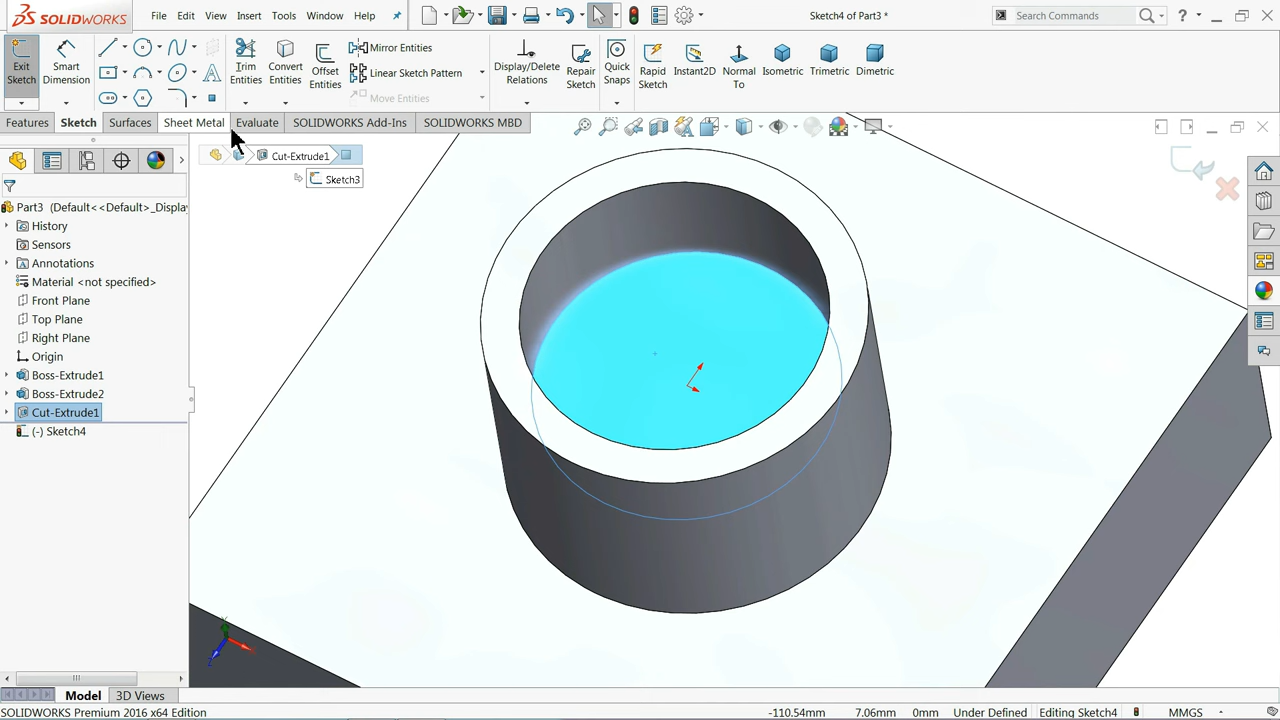 SOLIDWORKS File Edit View Insert Tools Window Help Sketch4 of Part3 * Search Commands ?
Exit Sketch
Smart Dimension
Trim Entities
Convert Entities
Offset Entities
Mirror Entities
Linear Sketch Pattern
Move Entities
Display/Delete Relations
Repair Sketch
Quick Snaps
Rapid Sketch
Instant2D
Normal To
Isometric
Trimetric
Dimetric
Features Sketch Surfaces Sheet Metal Evaluate SOLIDWORKS Add-Ins SOLIDWORKS MBD
Cut-Extrude1
Sketch3
Part3 (Default<<Default>_Displa
History
Sensors
Annotations
Material <not specified>
Front Plane
Top Plane
Right Plane
Origin
Boss-Extrude1
Boss-Extrude2
Cut-Extrude1
(-) Sketch4
Model 3D Views
SOLIDWORKS Premium 2016 x64 Edition -110.54mm 7.06mm 0mm Under Defined Editing Sketch4 MMGS